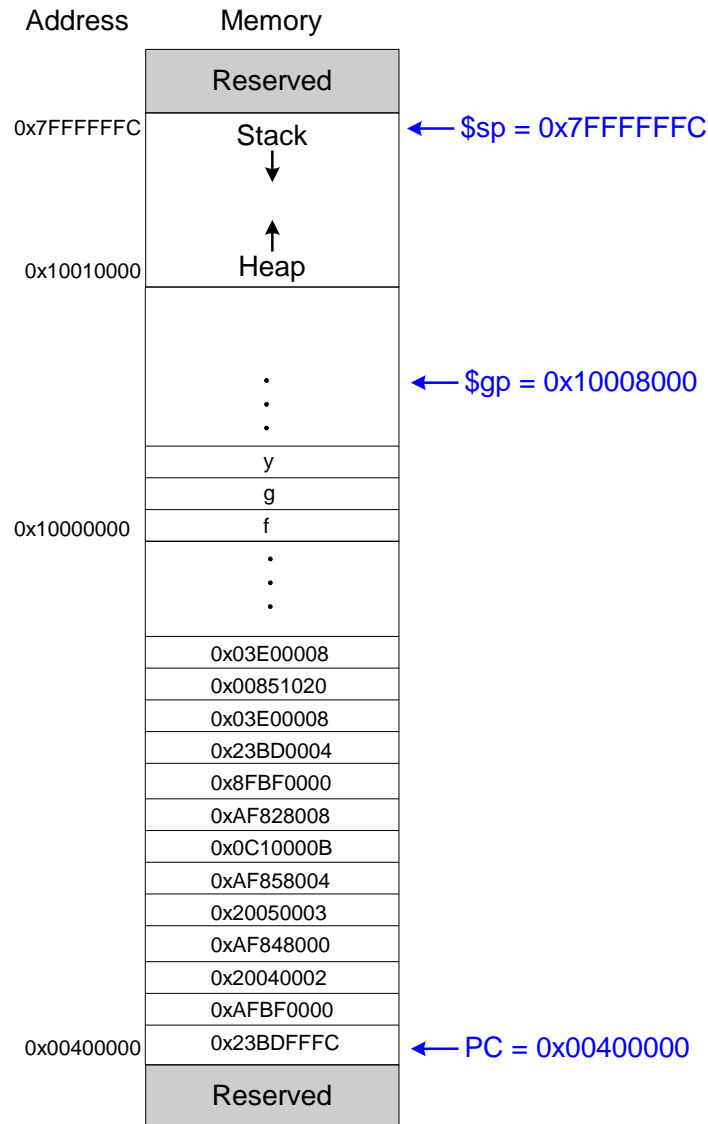 Address Memory
Reserved
0x7FFFFFFC Stack $sp = 0x7FFFFFFC
0x10010000 Heap
$gp = 0x10008000
y
g
0x10000000 f
0x03E00008
0x00851020
0x03E00008
0x23BD0004
0x8FBF0000
0xAF828008
0x0C10000B
0xAF858004
0x20050003
0xAF848000
0x20040002
0xAFBF0000
0x00400000 0x23BDFFFC PC = 0x00400000
Reserved